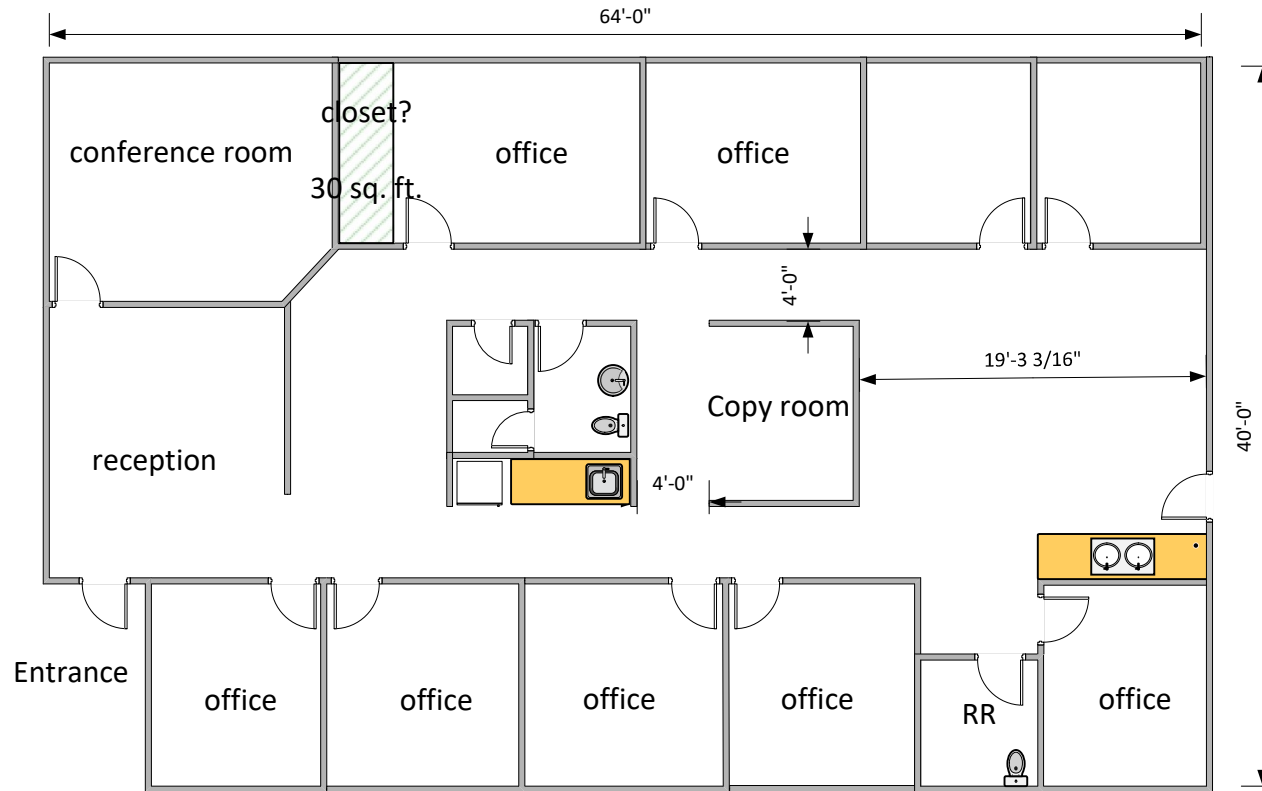 64'-0"
closet?
conference room
office
office
30 sq. ft.
4'-0"
19'-3 3/16"
Copy room
40'-0"
reception
4'-0"
Entrance
office
office
office
office
RR
office